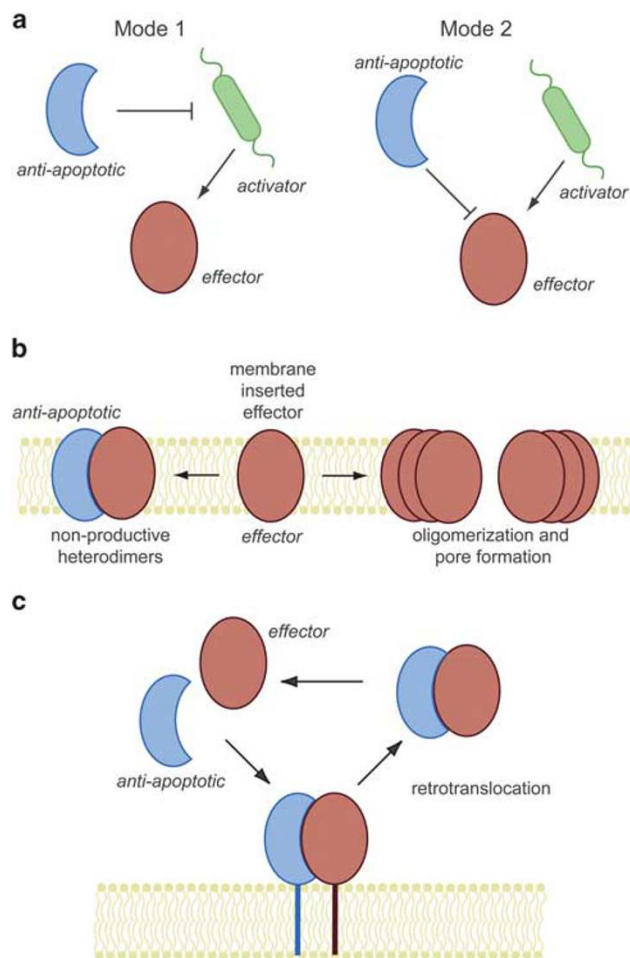 a
Mode 1
Mode 2
anti-apoptotic
anti-apoptotic
activator
activator
effector
effector
b
membrane
inserted
effector
anti-apoptotic
non-productive
heterodimers
effector
oligomerization and
pore formation
c
effector
anti-apoptotic
retrotranslocation